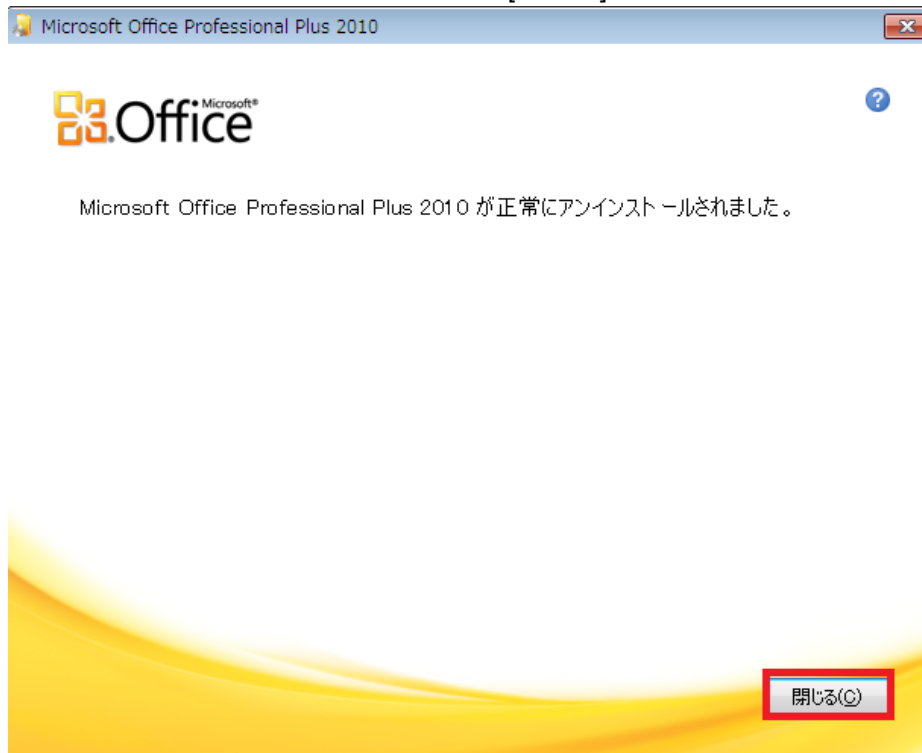 Microsoft Office Professional Plus 2010
Microsoft®
Office
Microsoft Office Professional Plus 2010 が正常にアンインストールされました。
閉じる(C)